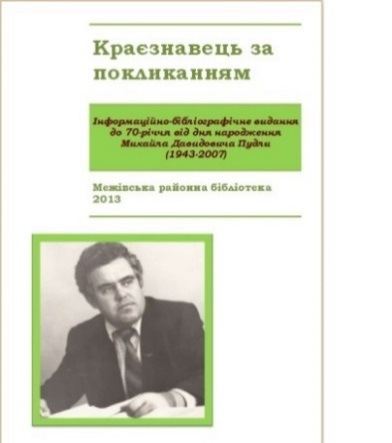 Краєзнавець за
покликанням
Інформаційно-бібліографічне видання
до 70-річчя від дня народження
Михайла Давидовича Пудли
(1943-2007)
Межівська районна бібліотека
2013